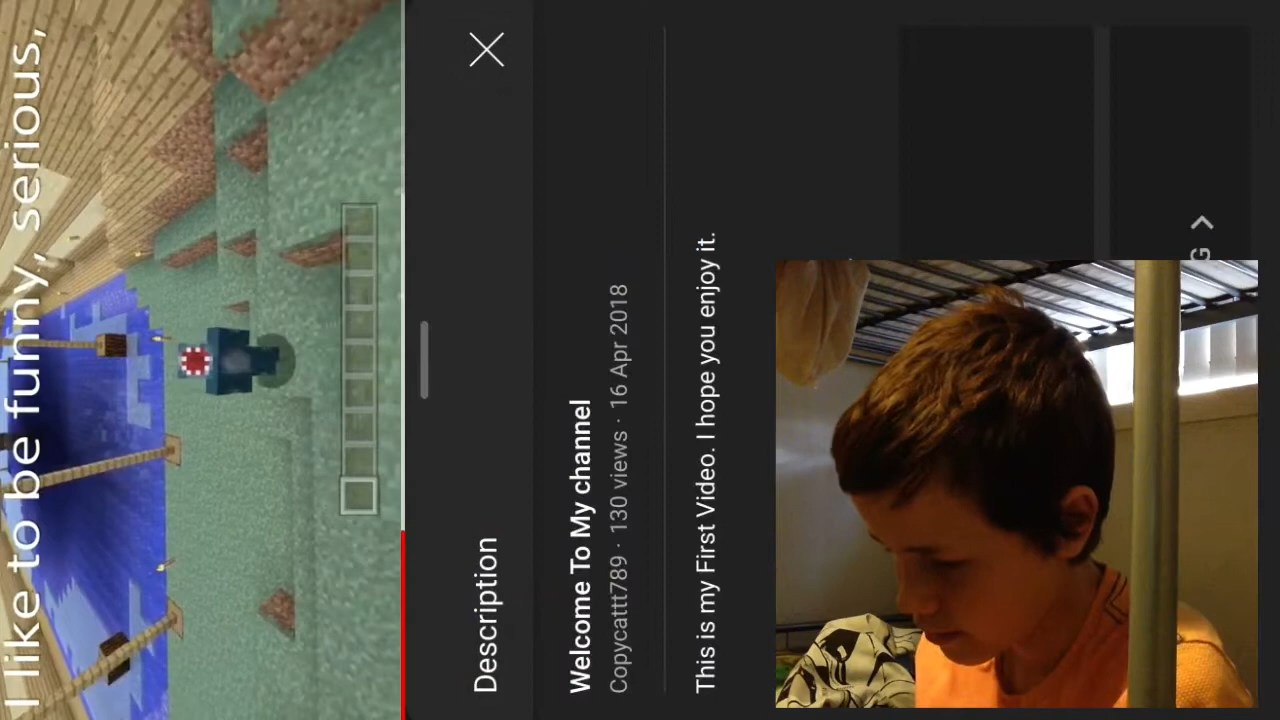 I like to be funny, serious,
Description
Welcome To My channel
Copycattt789 · 130 views · 16 Apr 2018
This is my First Video. I hope you enjoy it.
G